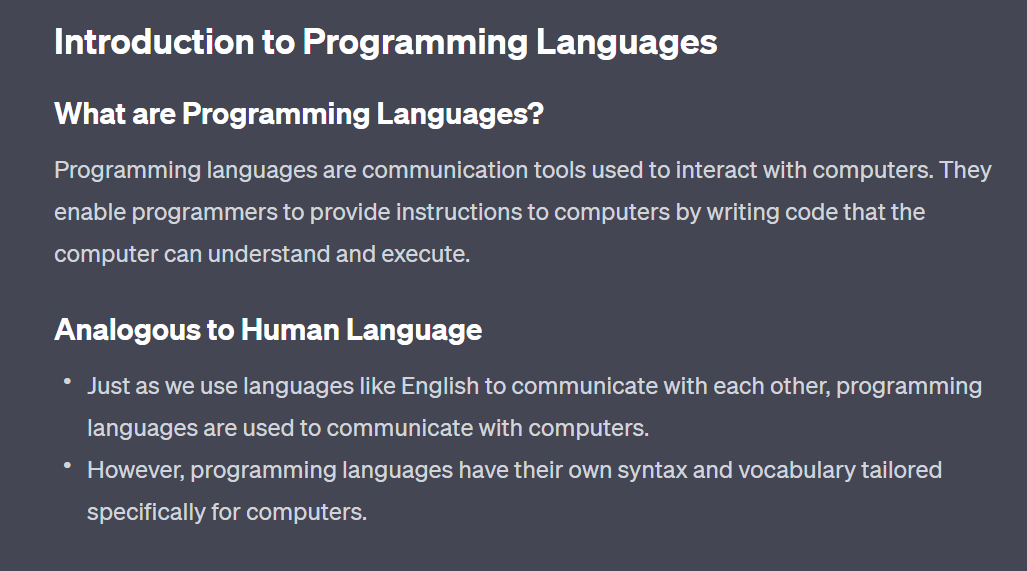 Introduction to Programming Languages
What are Programming Languages?
Programming languages are communication tools used to interact with computers. They
enable programmers to provide instructions to computers by writing code that the
computer can understand and execute.
Analogous to Human Language
• Just as we use languages like English to communicate with each other, programming
languages are used to communicate with computers.
• However, programming languages have their own syntax and vocabulary tailored
specifically for computers.